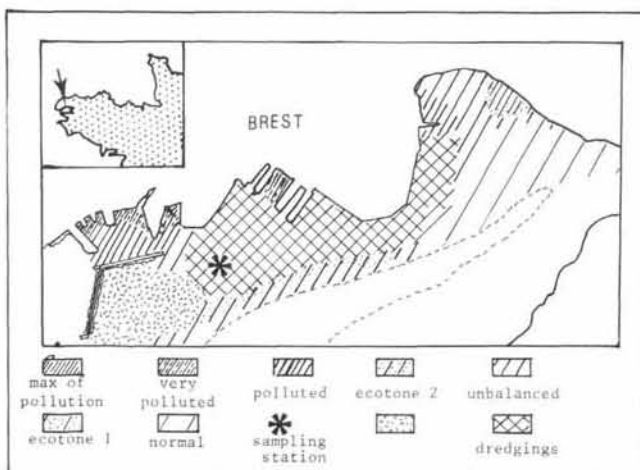 BREST
max of pollution
very polluted
polluted
ecotone 2
unbalanced
ecotone 1
normal
sampling station
dredgings